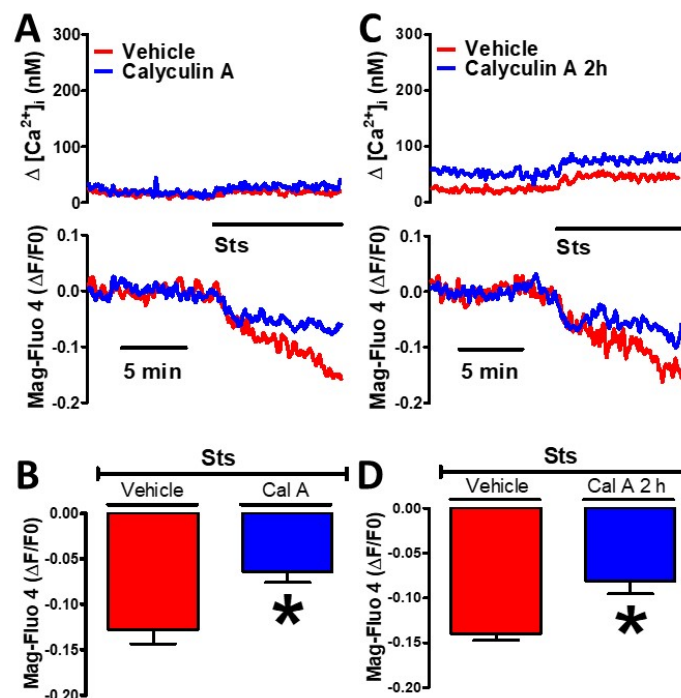 A
300
200
100
0
Δ [Ca²⁺]i (nM)
Vehicle
Calyculin A
Sts
0.1
0.0
-0.1
-0.2
Mag-Fluo 4 (ΔF/F0)
5 min
C
300
200
100
0
Δ [Ca²⁺]i (nM)
Vehicle
Calyculin A 2h
Sts
0.1
0.0
-0.1
-0.2
Mag-Fluo 4 (ΔF/F0)
5 min
B
Sts
Vehicle
Cal A
0.00
-0.05
-0.10
-0.15
-0.20
Mag-Fluo 4 (ΔF/F0)
*
D
Sts
Vehicle
Cal A 2 h
0.00
-0.05
-0.10
-0.15
-0.20
Mag-Fluo 4 (ΔF/F0)
*